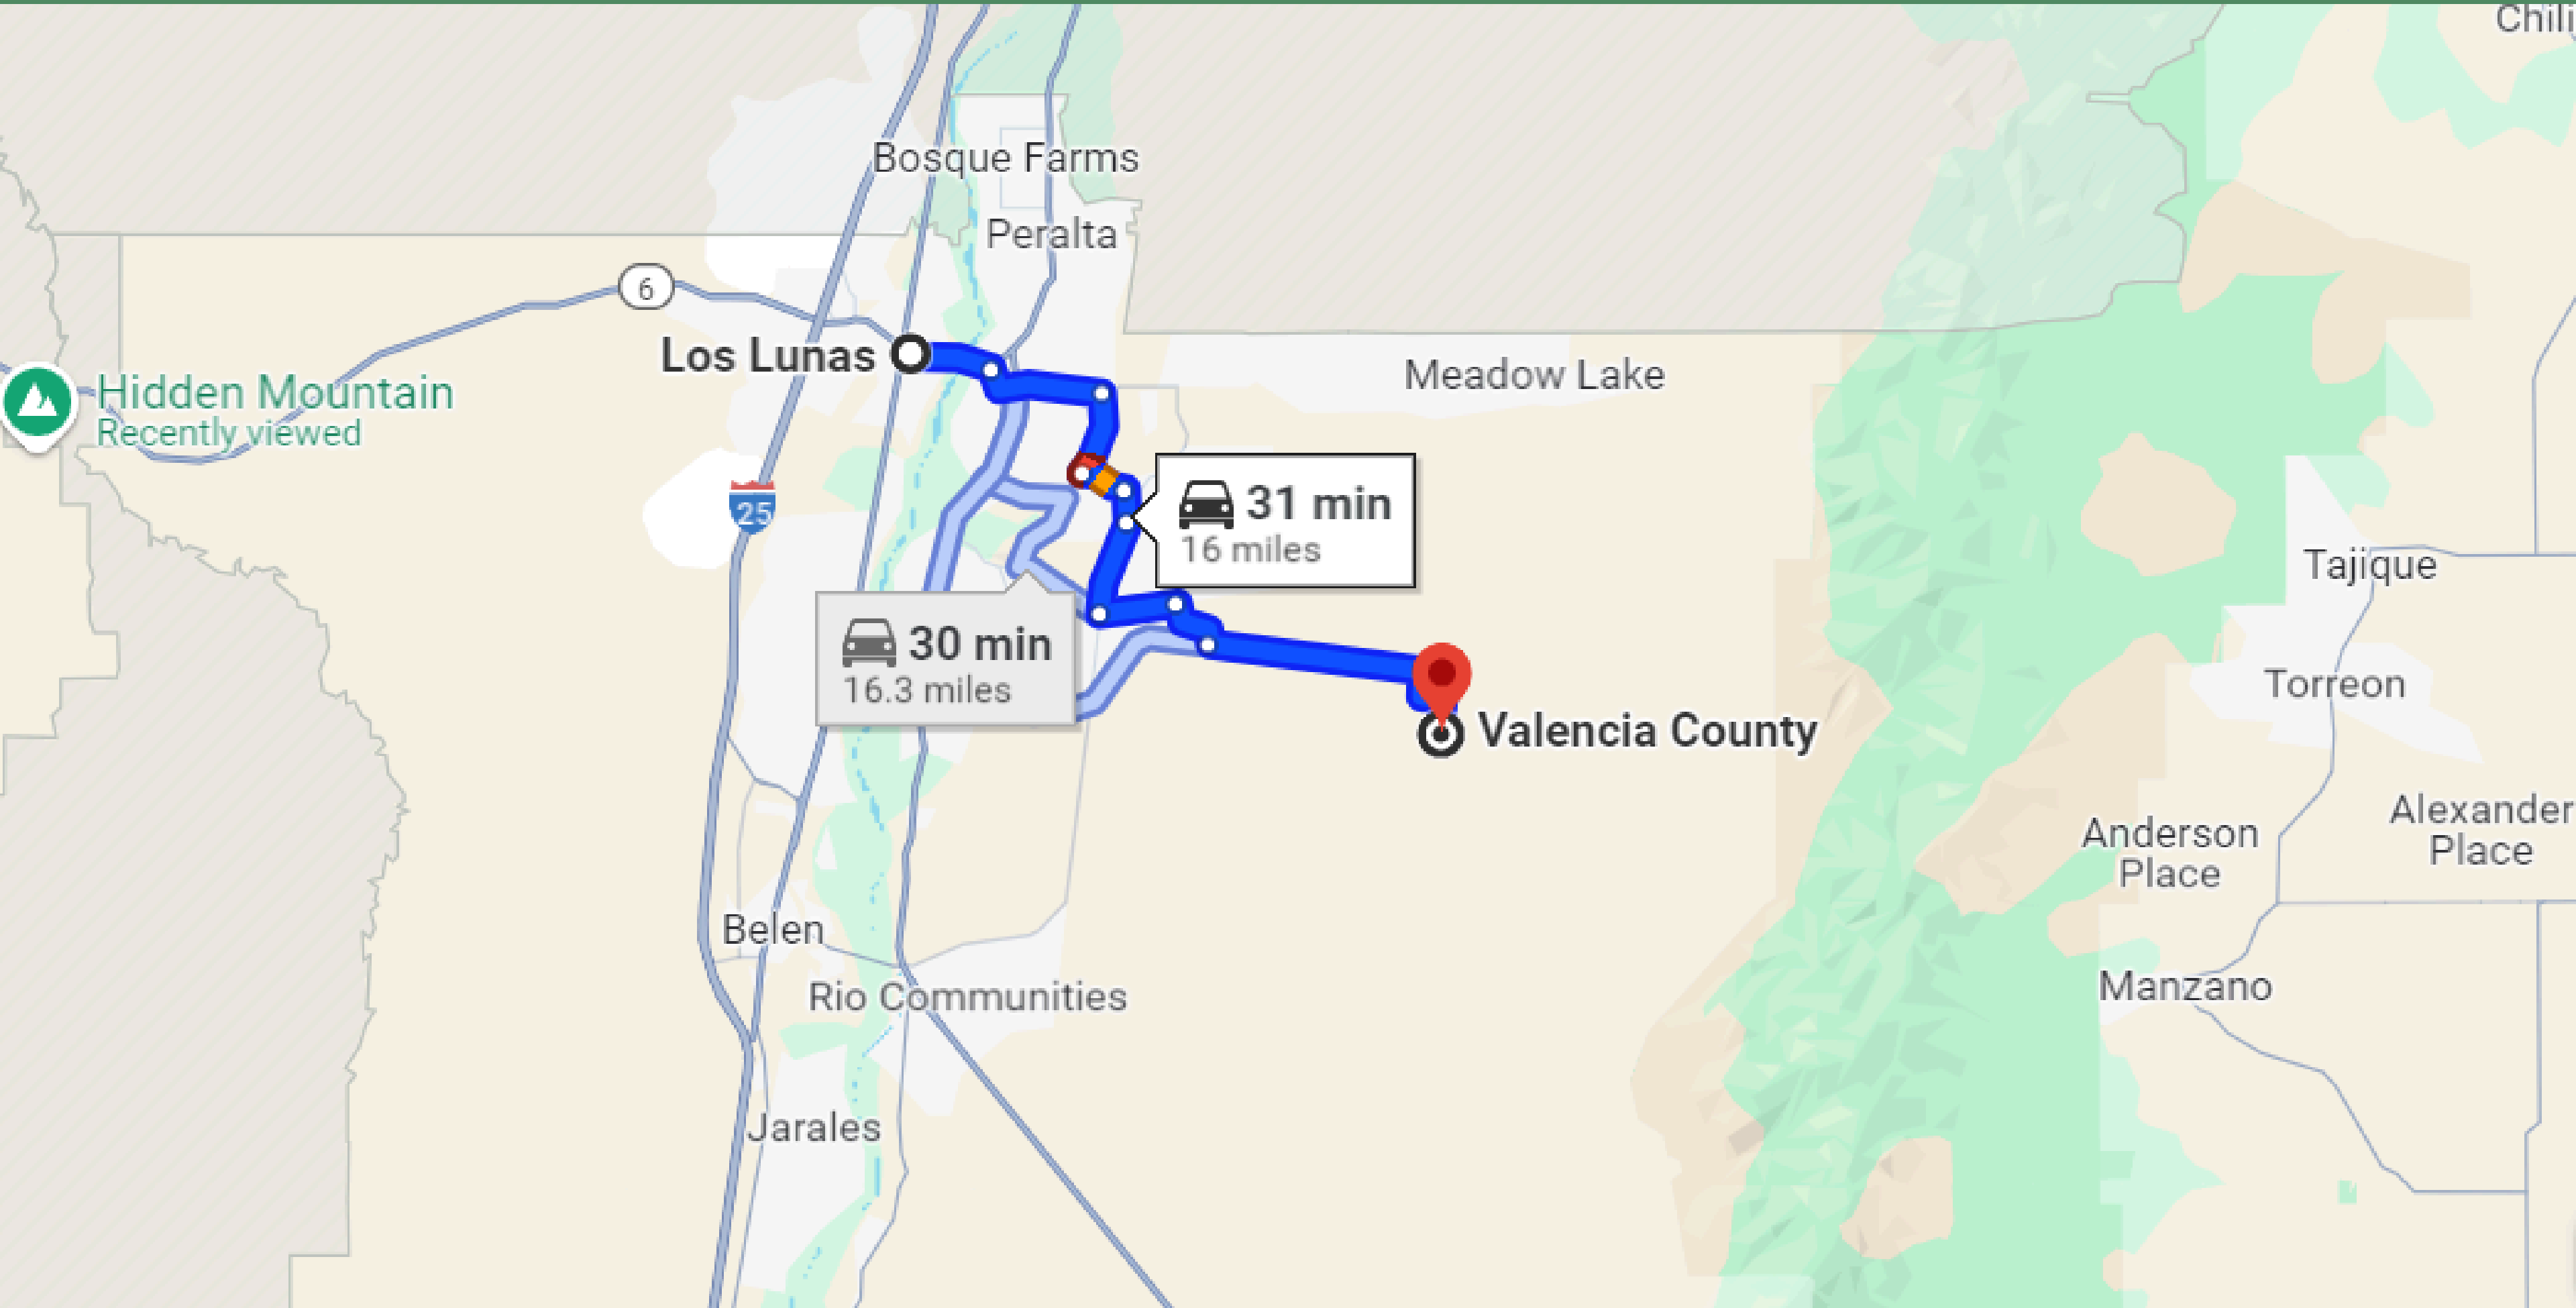 Chili
Bosque Farms
Peralta
6
Los Lunas
Meadow Lake
Hidden Mountain
Recently viewed
25
31 min
16 miles
Tajique
30 min
16.3 miles
Torreon
Valencia County
Alexander
Place
Anderson
Place
Belen
Manzano
Rio Communities
Jarales